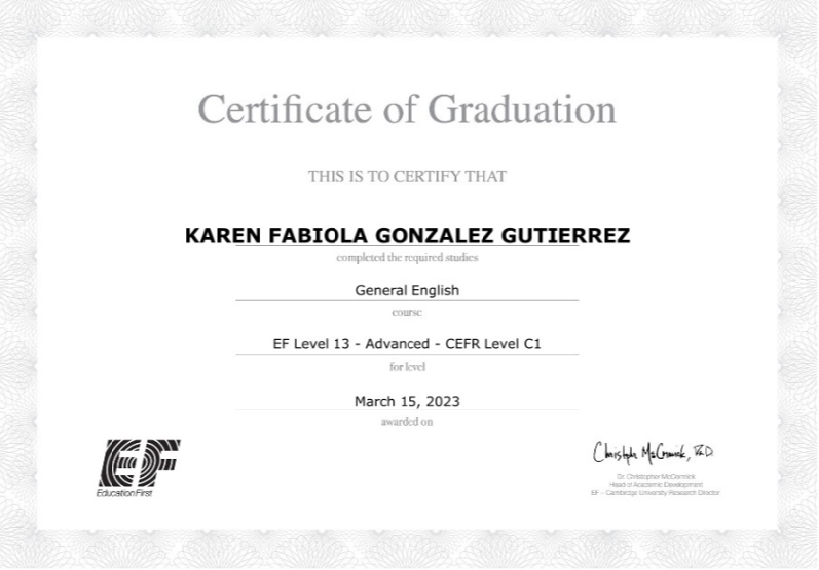 Certificate of Graduation
THIS IS TO CERTIFY THAT
KAREN FABIOLA GONZALEZ GUTIERREZ
completed the required studies
General English
course
EF Level 13 - Advanced - CEFR Level C1
for level
March 15, 2023
awarded on
EF
Education First
Christopher McCormick, Ph.D.
Dr. Christopher McCormick
Head of Academic Development
EF - Cambridge University Research Director